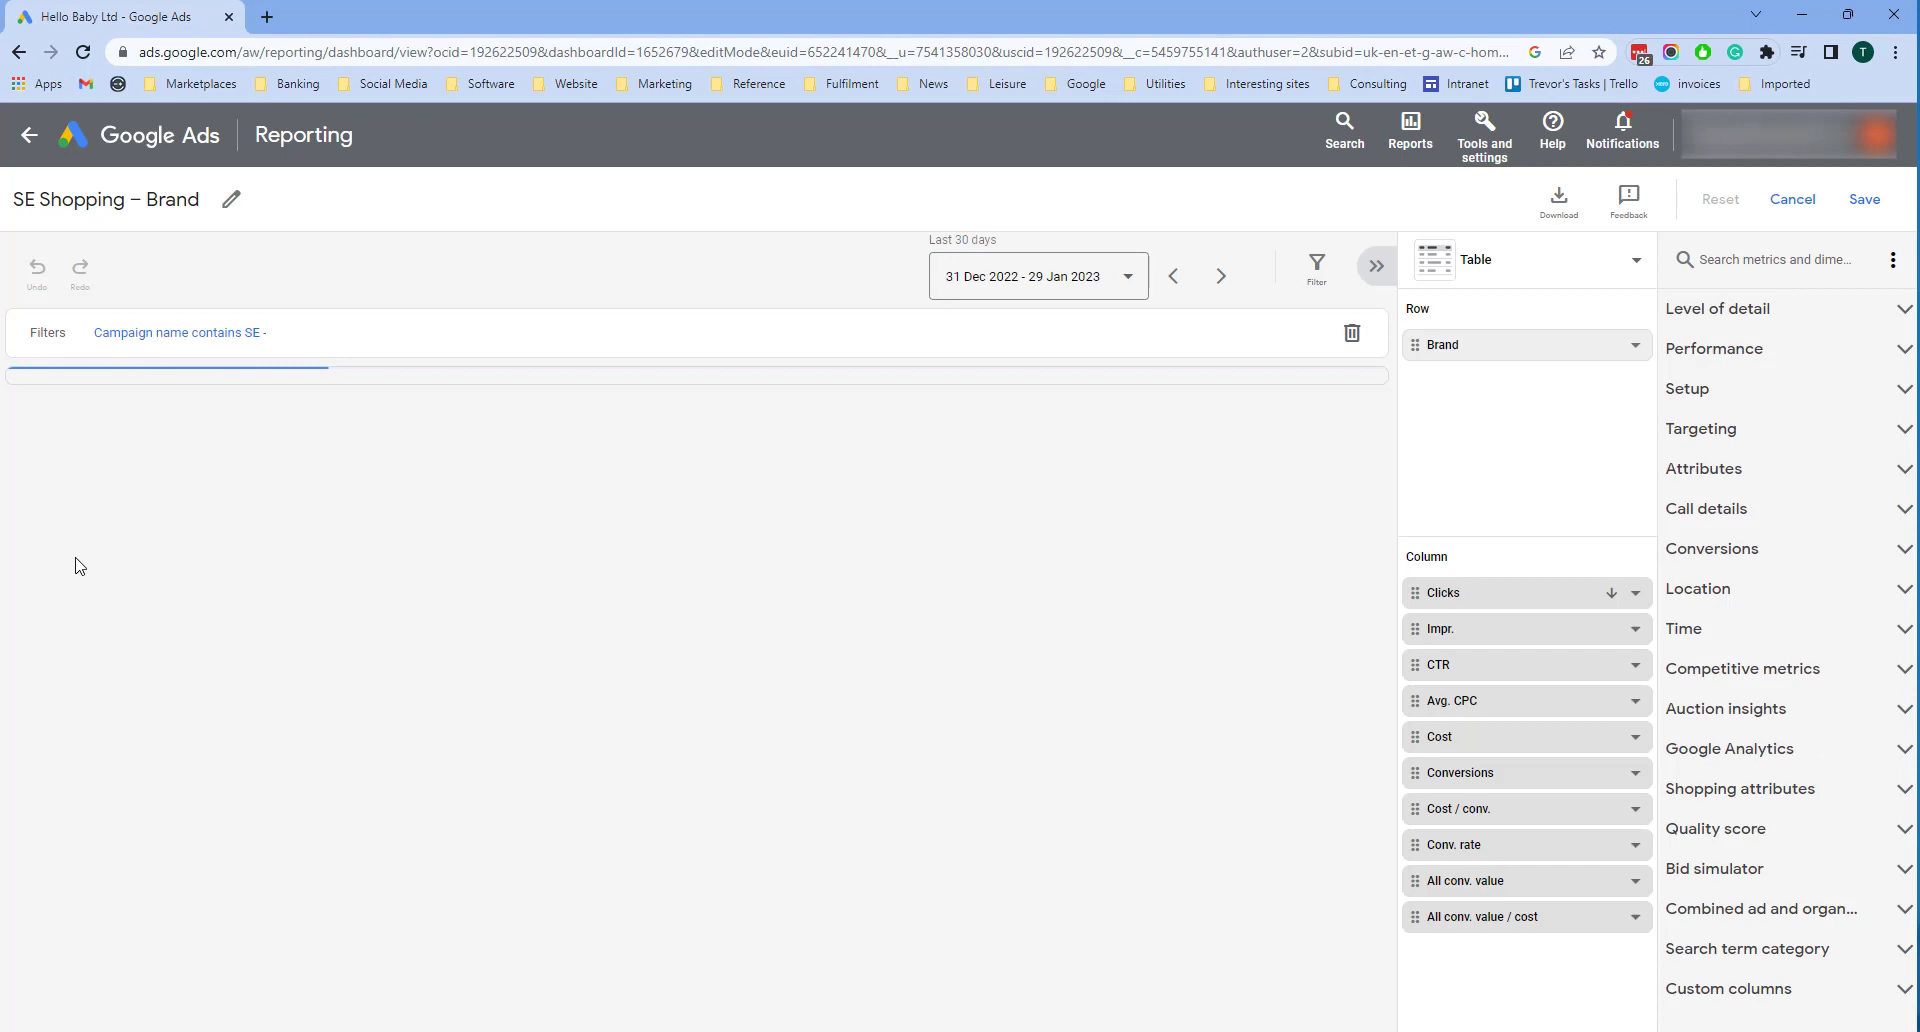 Hello Baby Ltd - Google Ads
ads.google.com/aw/reporting/dashboard/view?ocid=192622509&dashboardId=1652679&editMode&euid=652241470&__u=7541358030&uscid=192622509&__c=5459755141&authuser=2&subid=uk-en-et-g-aw-c-hom...
26
T
Apps
Marketplaces
Banking
Social Media
Software
Website
Marketing
Reference
Fulfilment
News
Leisure
Google
Utilities
Interesting sites
Consulting
Intranet
Trevor's Tasks | Trello
xero
invoices
Imported
Google Ads
Reporting
Search
Reports
Tools and
settings
Help
Notifications
SE Shopping – Brand
Download
Feedback
Reset
Cancel
Save
Undo
Redo
Last 30 days
31 Dec 2022 - 29 Jan 2023
Filter
Filters
Campaign name contains SE -
Table
Row
Brand
Column
Clicks
Impr.
CTR
Avg. CPC
Cost
Conversions
Cost / conv.
Conv. rate
All conv. value
All conv. value / cost
Search metrics and dime...
Level of detail
Performance
Setup
Targeting
Attributes
Call details
Conversions
Location
Time
Competitive metrics
Auction insights
Google Analytics
Shopping attributes
Quality score
Bid simulator
Combined ad and organ...
Search term category
Custom columns